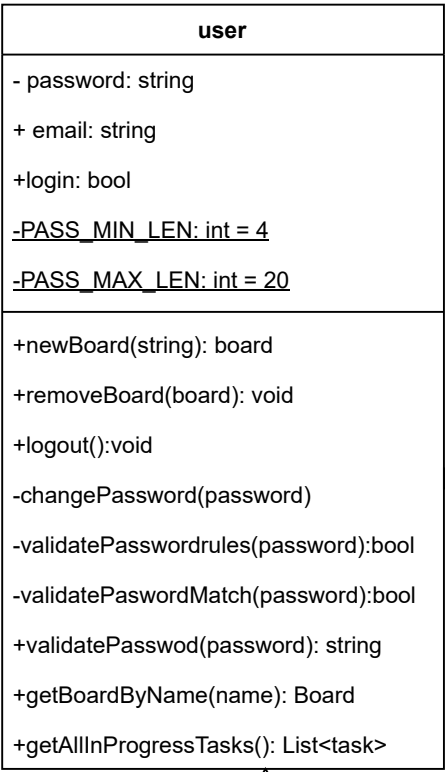 user
- password: string
+ email: string
+login: bool
-PASS_MIN_LEN: int = 4
-PASS_MAX_LEN: int = 20
+newBoard(string): board
+removeBoard(board): void
+logout():void
-changePassword(password)
-validatePasswordrules(password):bool
-validatePaswordMatch(password):bool
+validatePasswod(password): string
+getBoardByName(name): Board
+getAllInProgressTasks(): List<task>